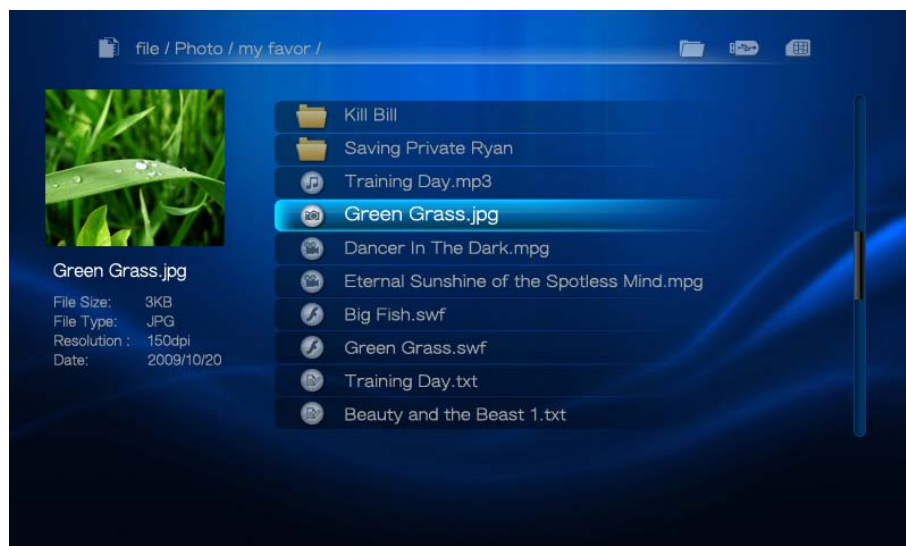 file / Photo / my favor /
Kill Bill
Saving Private Ryan
Training Day.mp3
Green Grass.jpg
Dancer In The Dark.mpg
Eternal Sunshine of the Spotless Mind.mpg
Big Fish.swf
Green Grass.swf
Training Day.txt
Beauty and the Beast 1.txt
Green Grass.jpg
File Size: 3KB
File Type: JPG
Resolution : 150dpi
Date: 2009/10/20